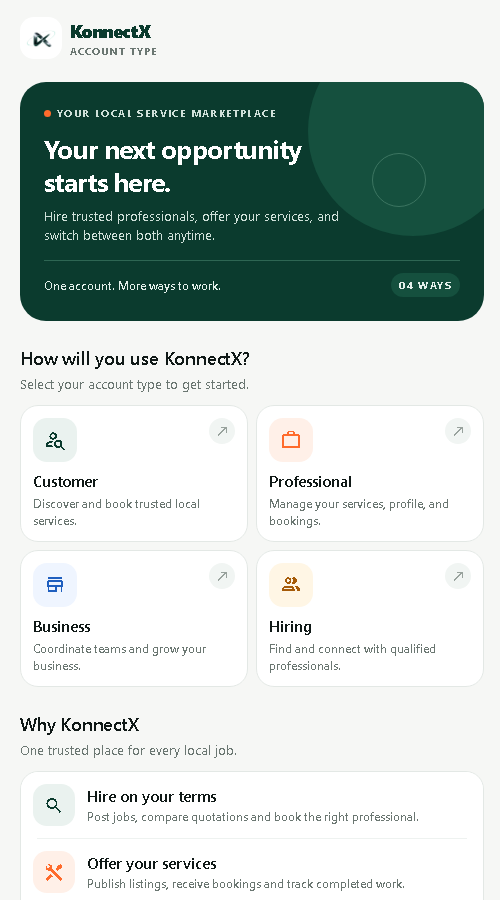 KonnectX
ACCOUNT TYPE
YOUR LOCAL SERVICE MARKETPLACE
Your next opportunity
starts here.
Hire trusted professionals, offer your services, and
switch between both anytime.
One account. More ways to work.
04 WAYS
How will you use KonnectX?
Select your account type to get started.
Customer
Discover and book trusted local
services.
Professional
Manage your services, profile, and
bookings.
Business
Coordinate teams and grow your
business.
Hiring
Find and connect with qualified
professionals.
Why KonnectX
One trusted place for every local job.
Hire on your terms
Post jobs, compare quotations and book the right professional.
Offer your services
Publish listings, receive bookings and track completed work.